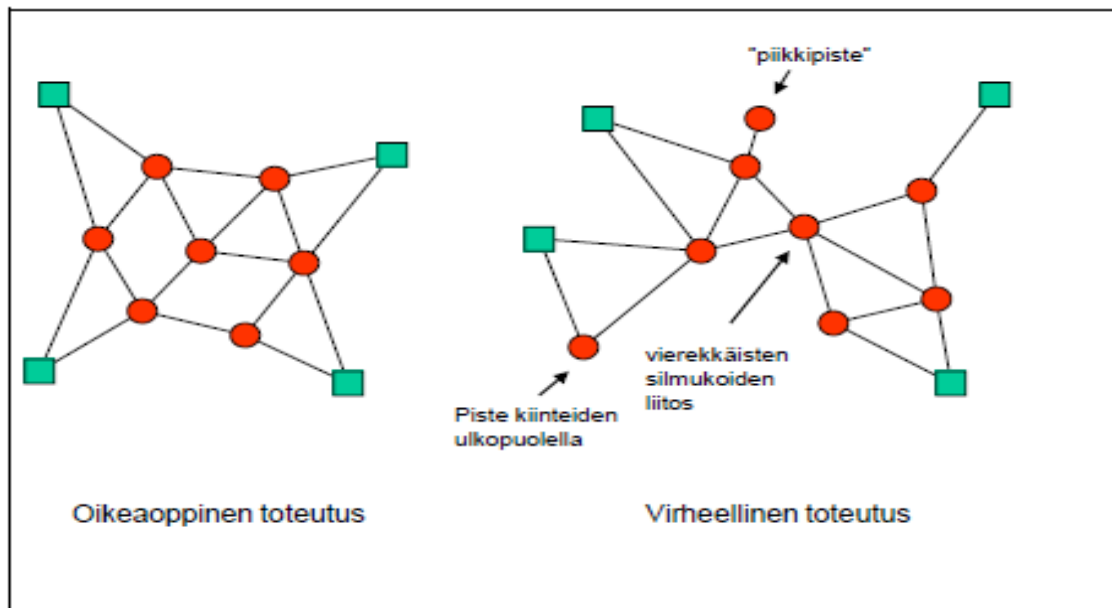 "piikkipiste"
vierekkäisten
silmukoiden
liitos
Piste kiinteiden
ulkopuolella
Oikeaoppinen toteutus
Virheellinen toteutus